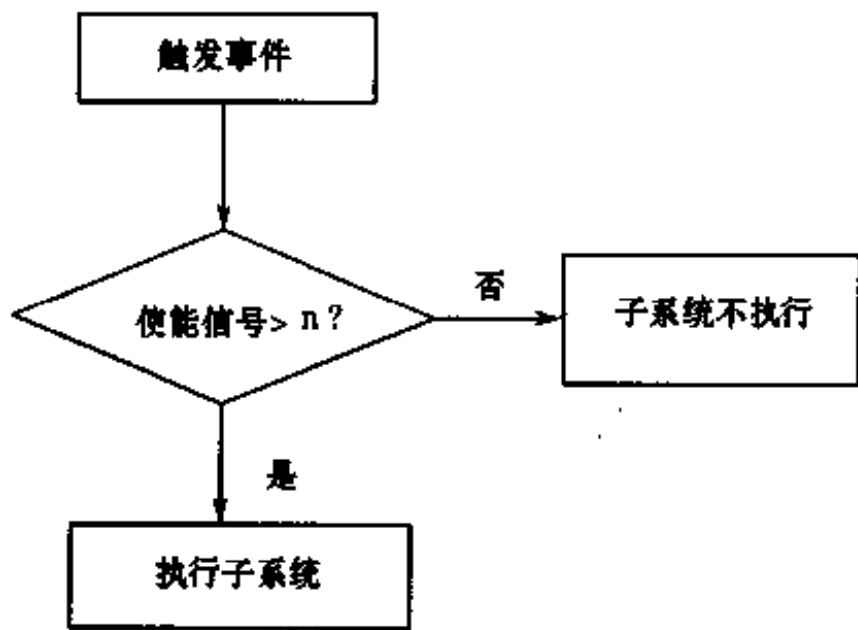 触发事件
使能信号> n?
否
子系统不执行
是
执行子系统